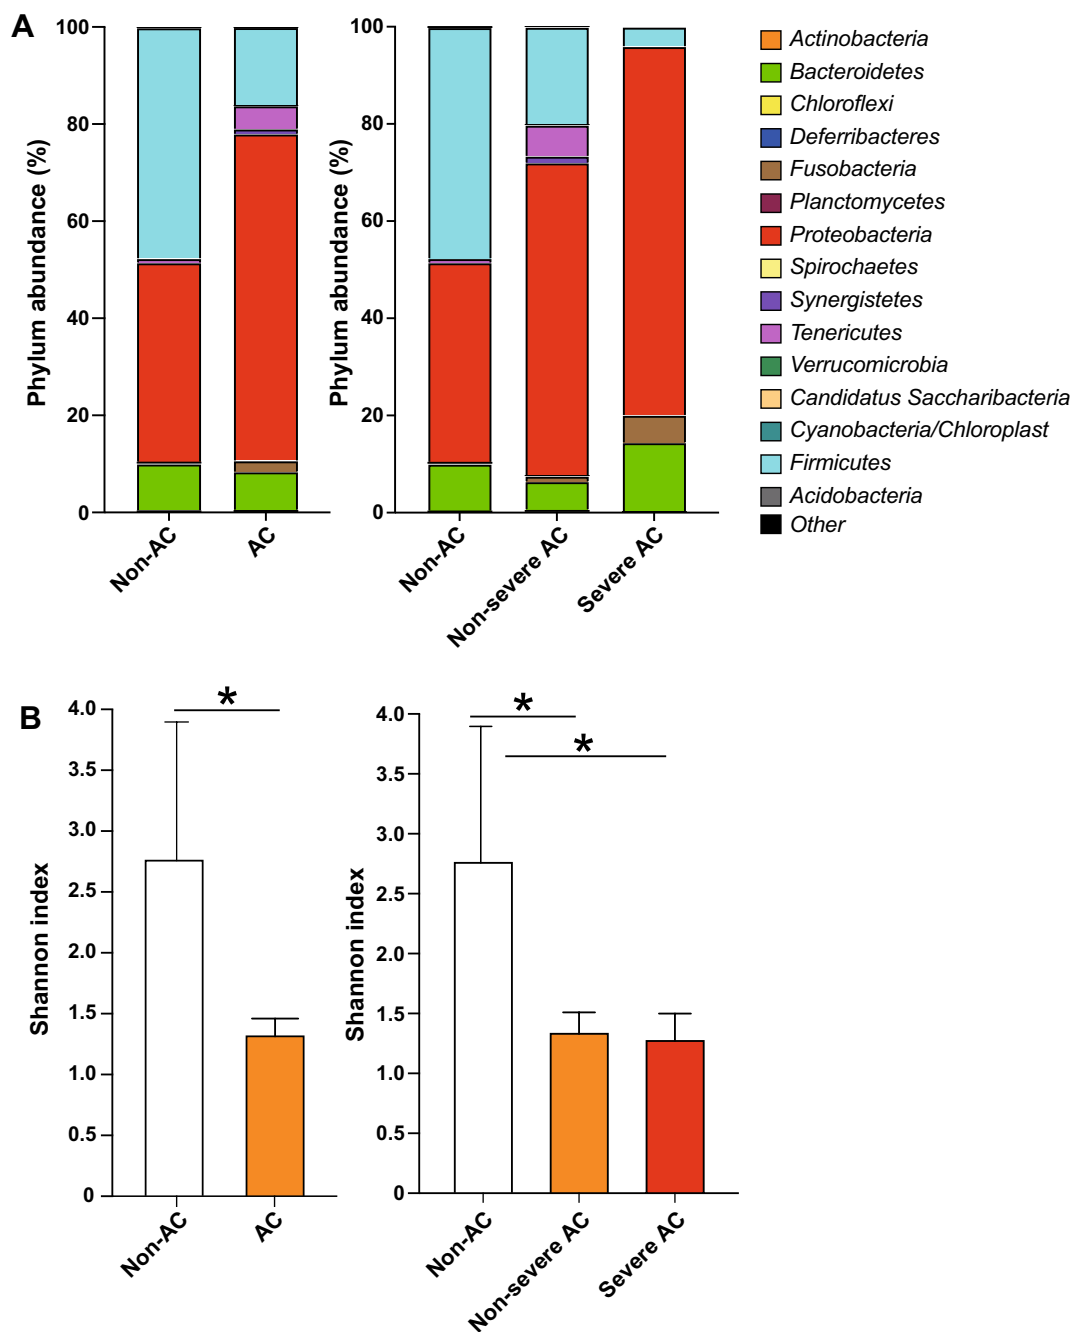 A
Phylum abundance (%)
100
80
60
40
20
0
Non-AC
AC
Phylum abundance (%)
100
80
60
40
20
0
Non-AC
Non-severe AC
Severe AC
Actinobacteria
Bacteroidetes
Chloroflexi
Deferribacteres
Fusobacteria
Planctomycetes
Proteobacteria
Spirochaetes
Synergistetes
Tenericutes
Verrucomicrobia
Candidatus Saccharibacteria
Cyanobacteria/Chloroplast
Firmicutes
Acidobacteria
Other
B
Shannon index
4.0
3.5
3.0
2.5
2.0
1.5
1.0
0.5
0
*
Non-AC
AC
Shannon index
4.0
3.5
3.0
2.5
2.0
1.5
1.0
0.5
0
*
*
Non-AC
Non-severe AC
Severe AC